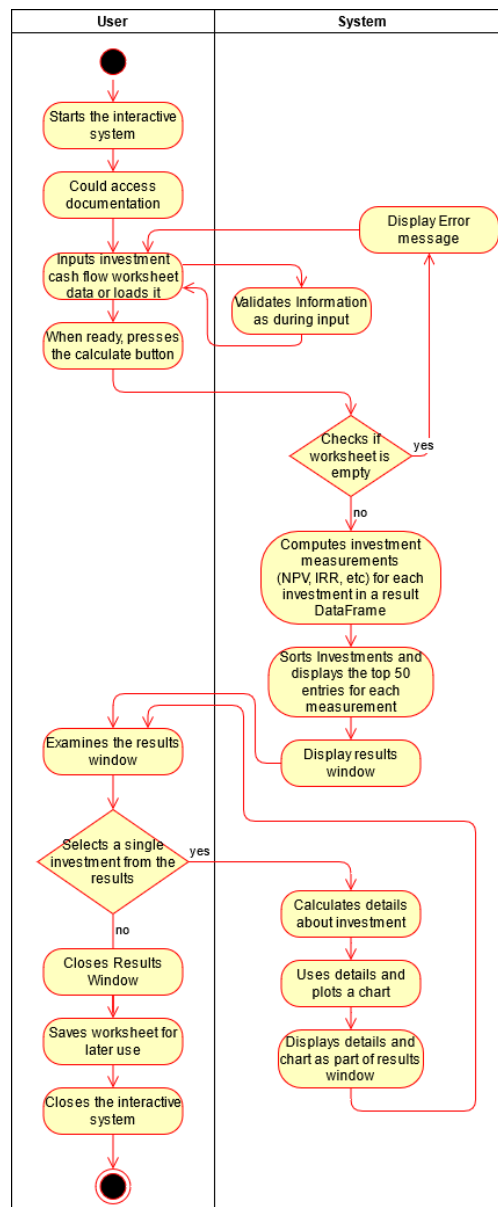 User
System
Starts the interactive
system
Could access
documentation
Display Error
message
Inputs investment
cash flow worksheet
data or loads it
Validates Information
as during input
When ready, presses
the calculate button
Checks if
worksheet is
empty
yes
no
Computes investment
measurements
(NPV, IRR, etc) for each
investment in a result
DataFrame
Sorts Investments and
displays the top 50
entries for each
measurement
Examines the results
window
Display results
window
Selects a single
investment from the
results
yes
no
Calculates details
about investment
Closes Results
Window
Uses details and
plots a chart
Saves worksheet for
later use
Displays details and
chart as part of results
window
Closes the interactive
system